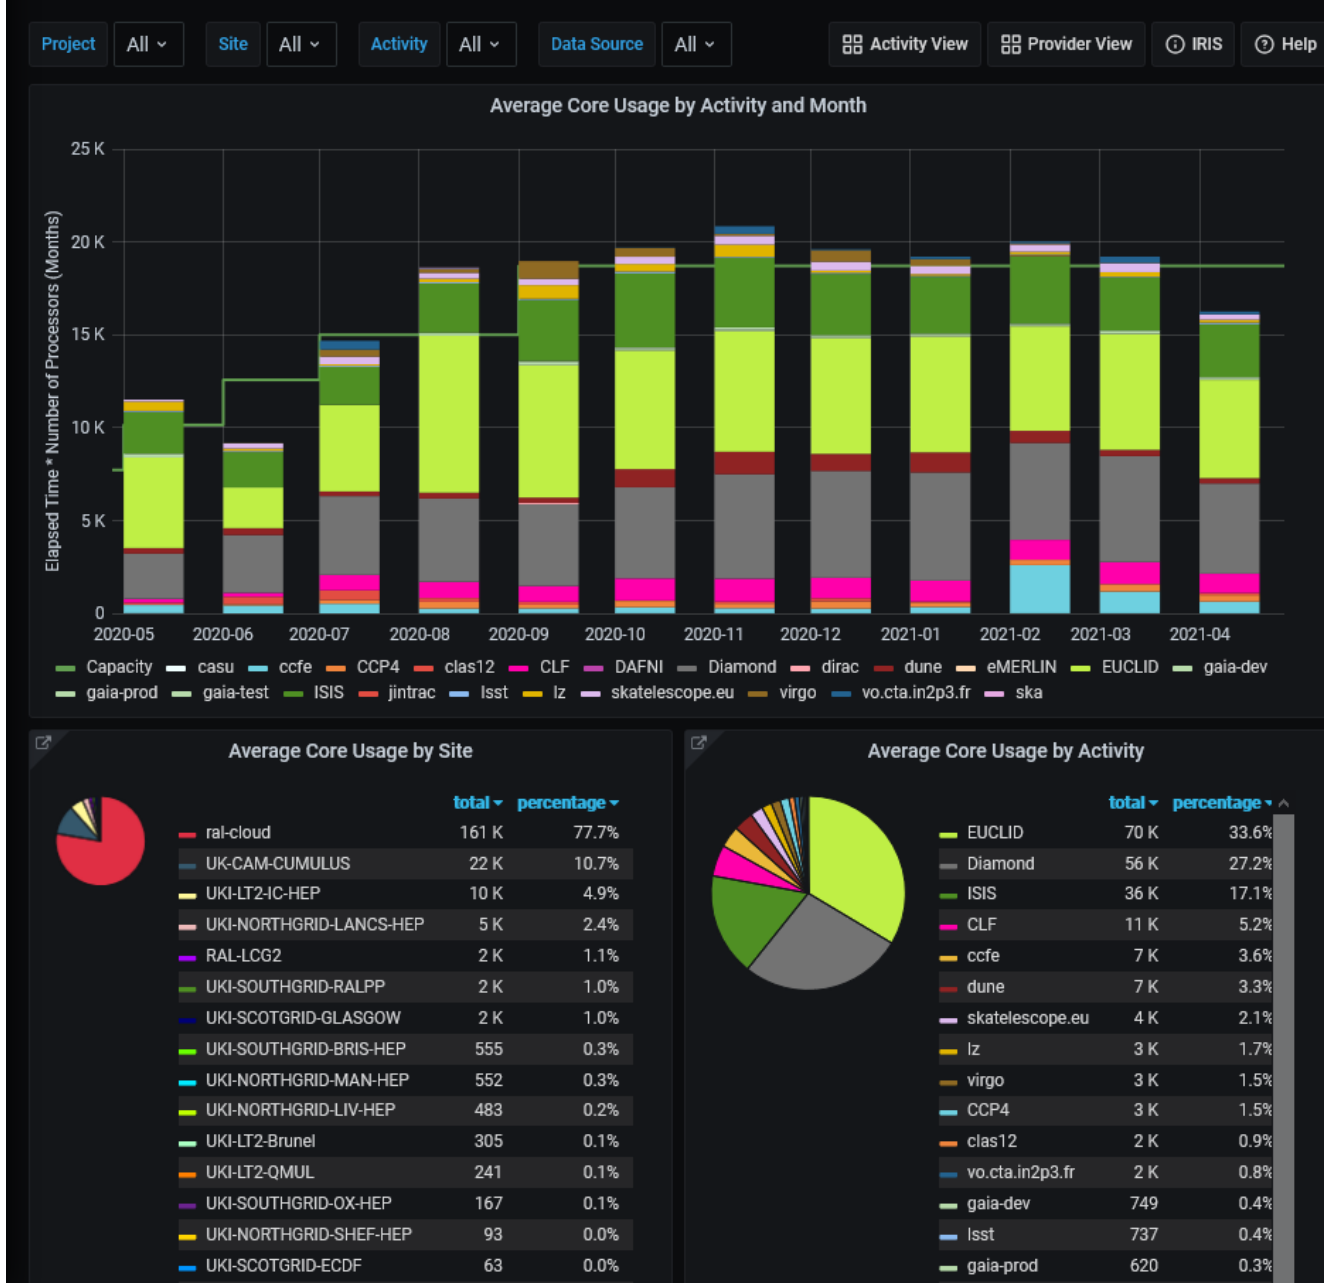 Project All Site All Activity All Data Source All Activity View Provider View IRIS Help
Average Core Usage by Activity and Month
Elapsed Time * Number of Processors (Months)
25 K
20 K
15 K
10 K
5 K
0
2020-05 2020-06 2020-07 2020-08 2020-09 2020-10 2020-11 2020-12 2021-01 2021-02 2021-03 2021-04
Capacity casu ccfe CCP4 clas12 CLF DAFNI Diamond dirac dune eMERLIN EUCLID gaia-dev
gaia-prod gaia-test ISIS jintrac lsst lz skatelescope.eu virgo vo.cta.in2p3.fr ska
Average Core Usage by Site
total percentage
ral-cloud 161 K 77.7%
UK-CAM-CUMULUS 22 K 10.7%
UKI-LT2-IC-HEP 10 K 4.9%
UKI-NORTHGRID-LANCS-HEP 5 K 2.4%
RAL-LCG2 2 K 1.1%
UKI-SOUTHGRID-RALPP 2 K 1.0%
UKI-SCOTGRID-GLASGOW 2 K 1.0%
UKI-SOUTHGRID-BRIS-HEP 555 0.3%
UKI-NORTHGRID-MAN-HEP 552 0.3%
UKI-NORTHGRID-LIV-HEP 483 0.2%
UKI-LT2-Brunel 305 0.1%
UKI-LT2-QMUL 241 0.1%
UKI-SOUTHGRID-OX-HEP 167 0.1%
UKI-NORTHGRID-SHEF-HEP 93 0.0%
UKI-SCOTGRID-ECDF 63 0.0%
Average Core Usage by Activity
total percentage
EUCLID 70 K 33.6%
Diamond 56 K 27.2%
ISIS 36 K 17.1%
CLF 11 K 5.2%
ccfe 7 K 3.6%
dune 7 K 3.3%
skatelescope.eu 4 K 2.1%
lz 3 K 1.7%
virgo 3 K 1.5%
CCP4 3 K 1.5%
clas12 2 K 0.9%
vo.cta.in2p3.fr 2 K 0.8%
gaia-dev 749 0.4%
lsst 737 0.4%
gaia-prod 620 0.3%